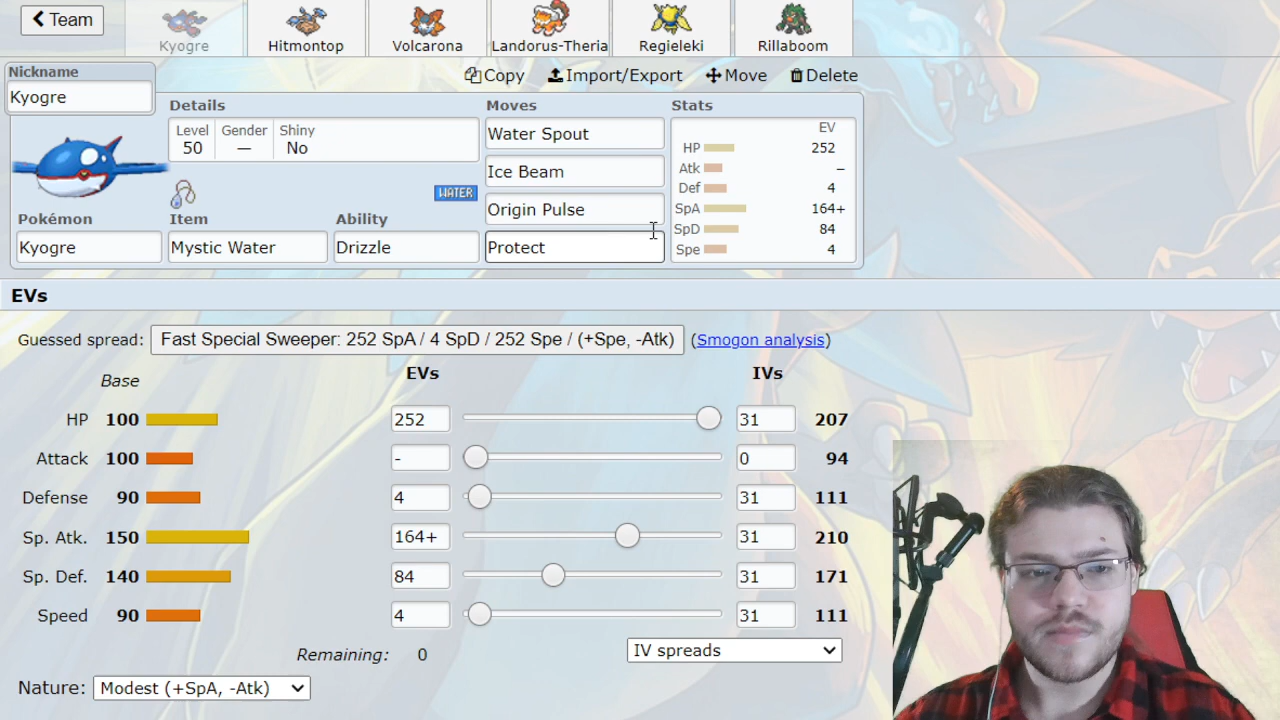 Team
Kyogre
Hitmontop
Volcarona
Landorus-Theria
Regieleki
Rillaboom
Copy
Import/Export
Move
Delete
Nickname
Kyogre
Details
Moves
Stats
Level
50
Gender
—
Shiny
No
Water Spout
Ice Beam
Origin Pulse
Protect
EV
HP 252
Atk –
Def 4
SpA 164+
SpD 84
Spe 4
WATER
Pokémon
Kyogre
Item
Mystic Water
Ability
Drizzle
EVs
Guessed spread: Fast Special Sweeper: 252 SpA / 4 SpD / 252 Spe / (+Spe, -Atk) (Smogon analysis)
Base EVs IVs
HP 100 252 31 207
Attack 100 - 0 94
Defense 90 4 31 111
Sp. Atk. 150 164+ 31 210
Sp. Def. 140 84 31 171
Speed 90 4 31 111
Remaining: 0
IV spreads
Nature: Modest (+SpA, -Atk)